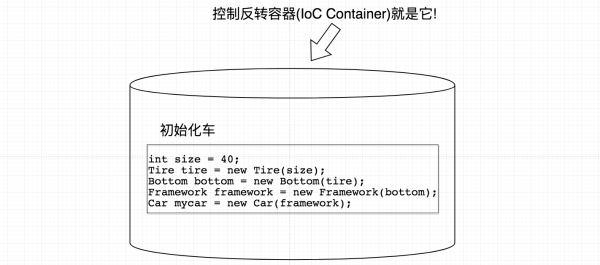 控制反转容器(IoC Container)就是它!
初始化车
int size = 40;
Tire tire = new Tire(size);
Bottom bottom = new Bottom(tire);
Framework framework = new Framework(bottom);
Car mycar = new Car(framework);